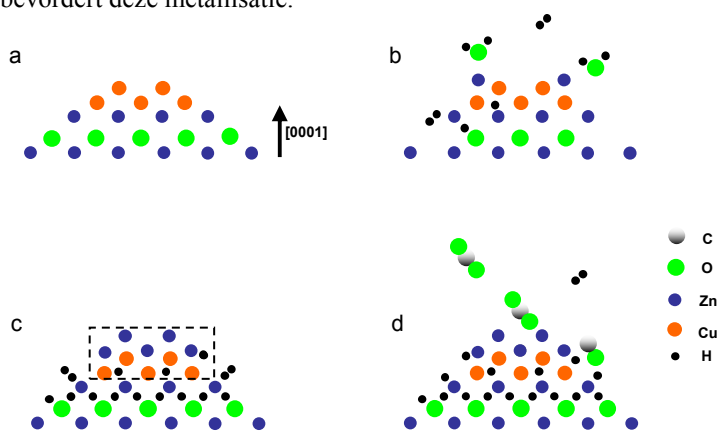 bevordert deze metallisatie.
a
b
[0001]
c
d
C
O
Zn
Cu
H